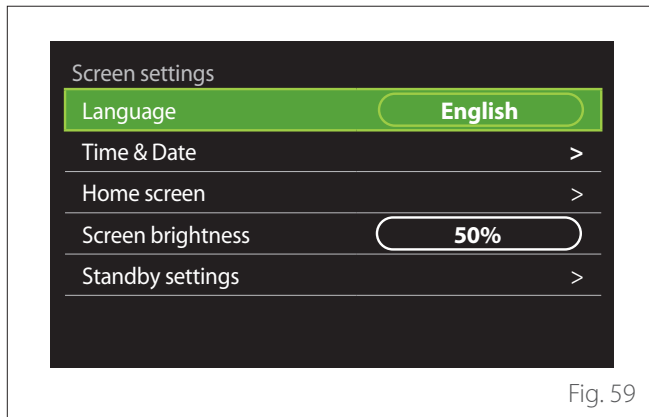 Screen settings
Language English
Time & Date >
Home screen >
Screen brightness 50%
Standby settings >
Fig. 59